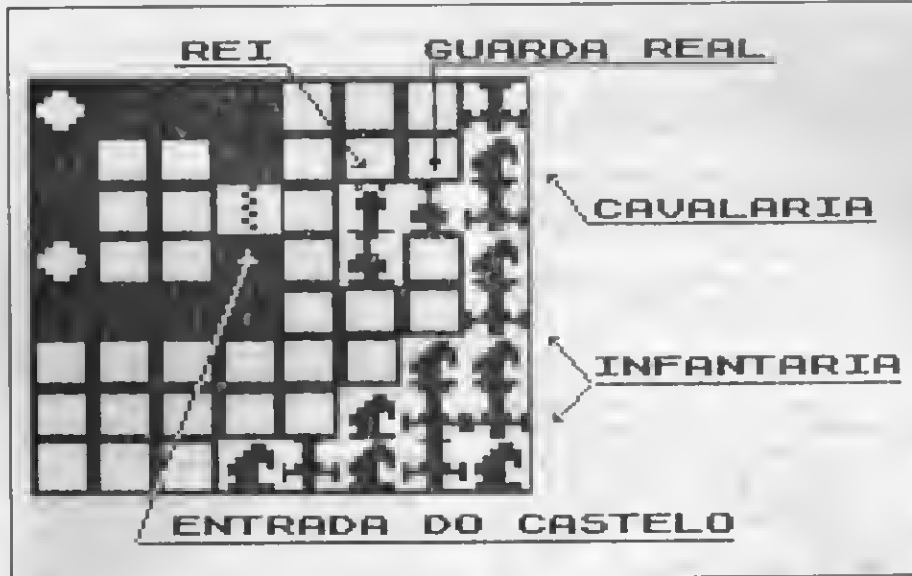 REI
GUARDA REAL
CAVALARIA
INFANTARIA
ENTRADA DO CASTELO